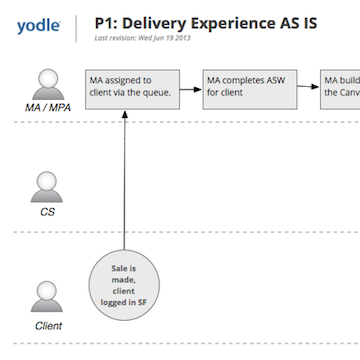 yodle
P1: Delivery Experience AS IS
Last revision: Wed Jun 19 2013
MA assigned to
client via the queue.
MA completes ASW
for client
MA build
the Canv
MA / MPA
CS
Sale is
made,
client
logged in SF
Client